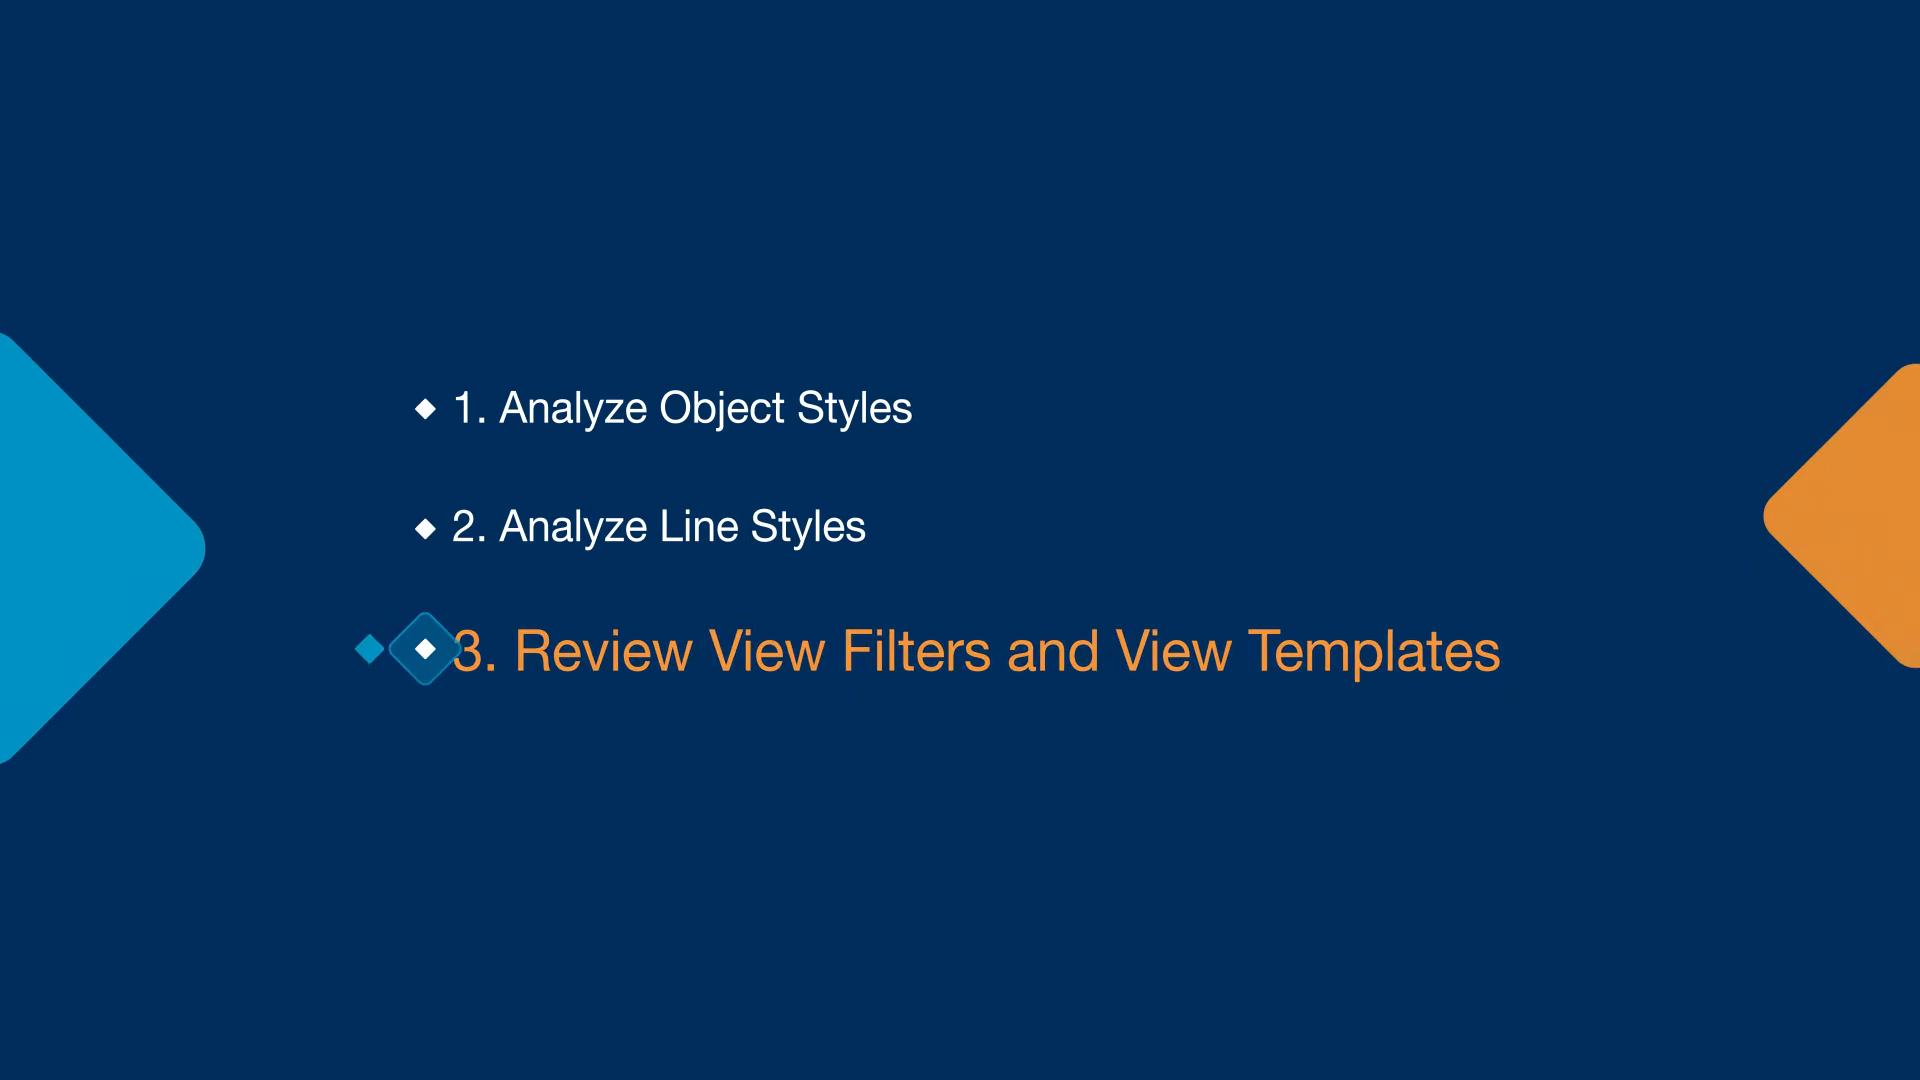 1. Analyze Object Styles
2. Analyze Line Styles
3. Review View Filters and View Templates